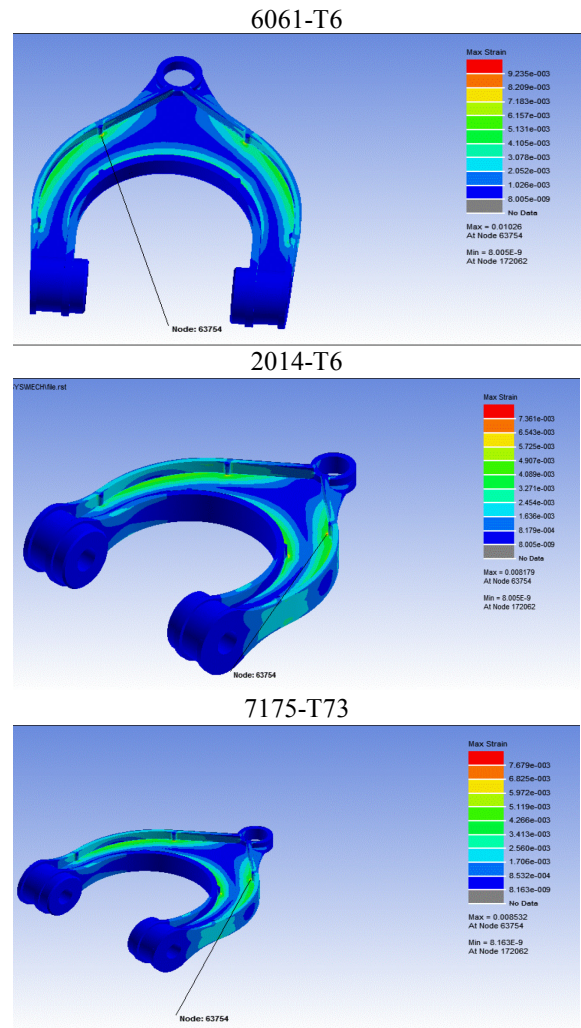 6061-T6
Max Strain
9.235e-003
8.209e-003
7.183e-003
6.157e-003
5.131e-003
4.105e-003
3.078e-003
2.052e-003
1.026e-003
8.005e-009
No Data
Max = 0.01026
At Node 63754
Min = 8.005E-9
At Node 172062
Node: 63754
2014-T6
YS\MECH\file.rst
Max Strain
7.361e-003
6.543e-003
5.725e-003
4.907e-003
4.089e-003
3.271e-003
2.454e-003
1.636e-003
8.179e-004
8.005e-009
No Data
Max = 0.008179
At Node 63754
Min = 8.005E-9
At Node 172062
Node: 63754
7175-T73
Max Strain
7.679e-003
6.825e-003
5.972e-003
5.119e-003
4.266e-003
3.413e-003
2.560e-003
1.706e-003
8.532e-004
8.163e-009
No Data
Max = 0.008532
At Node 63754
Min = 8.163E-9
At Node 172062
Node: 63754